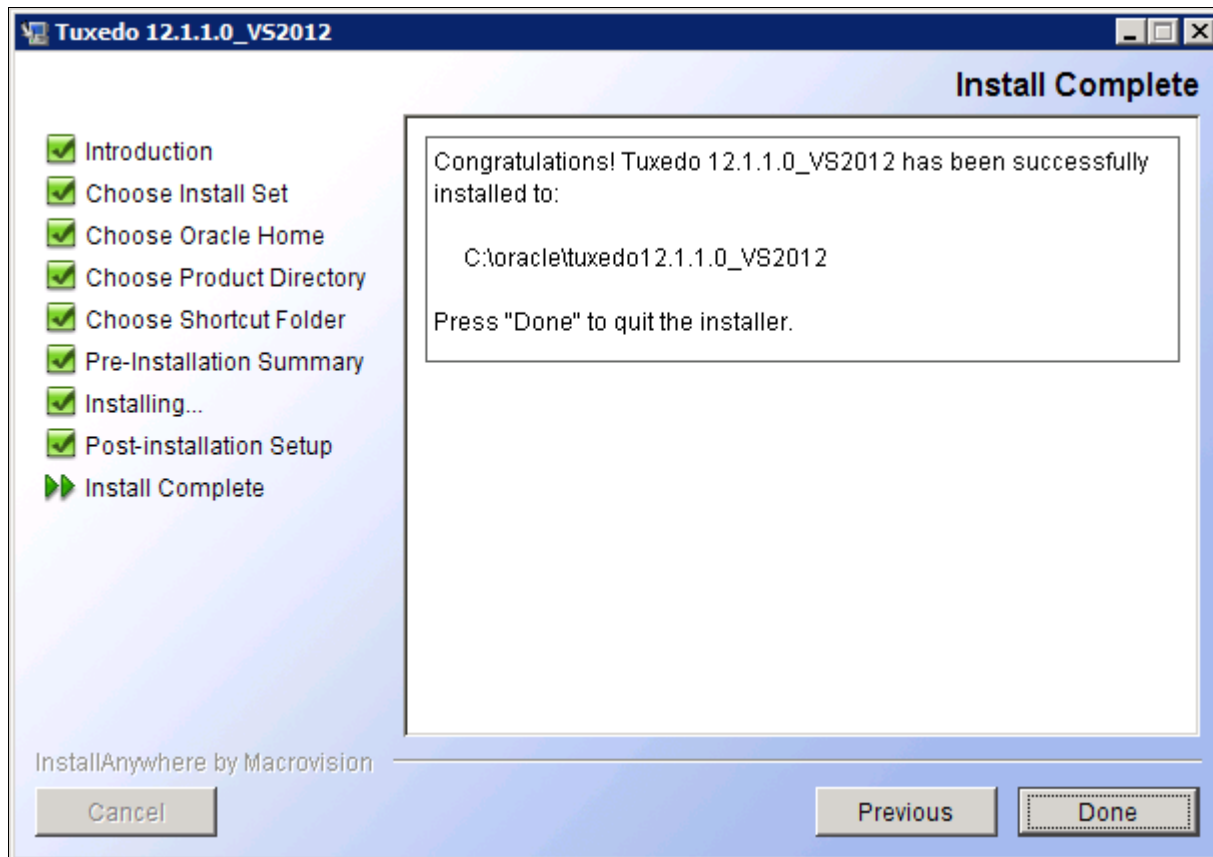 Tuxedo 12.1.1.0_VS2012
Install Complete
Introduction
Choose Install Set
Choose Oracle Home
Choose Product Directory
Choose Shortcut Folder
Pre-Installation Summary
Installing...
Post-installation Setup
Install Complete
Congratulations! Tuxedo 12.1.1.0_VS2012 has been successfully
installed to:
C:\oracle\tuxedo12.1.1.0_VS2012
Press "Done" to quit the installer.
InstallAnywhere by Macrovision
Cancel
Previous
Done